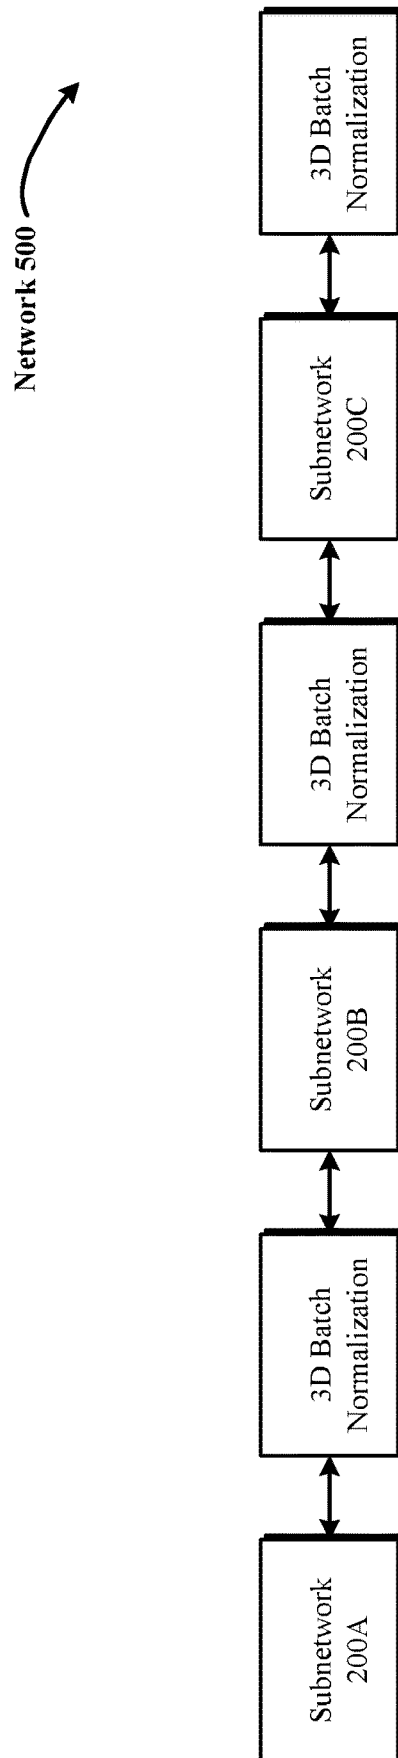 Network 500
Subnetwork
200A
3D Batch
Normalization
Subnetwork
200B
3D Batch
Normalization
Subnetwork
200C
3D Batch
Normalization